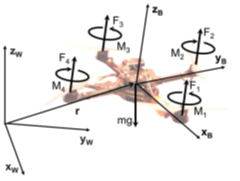 z_B
F_3
F_2
z_W
M_3
M_2
y_B
F_4
M_4
F_1
r
mg
M_1
x_B
y_W
x_W